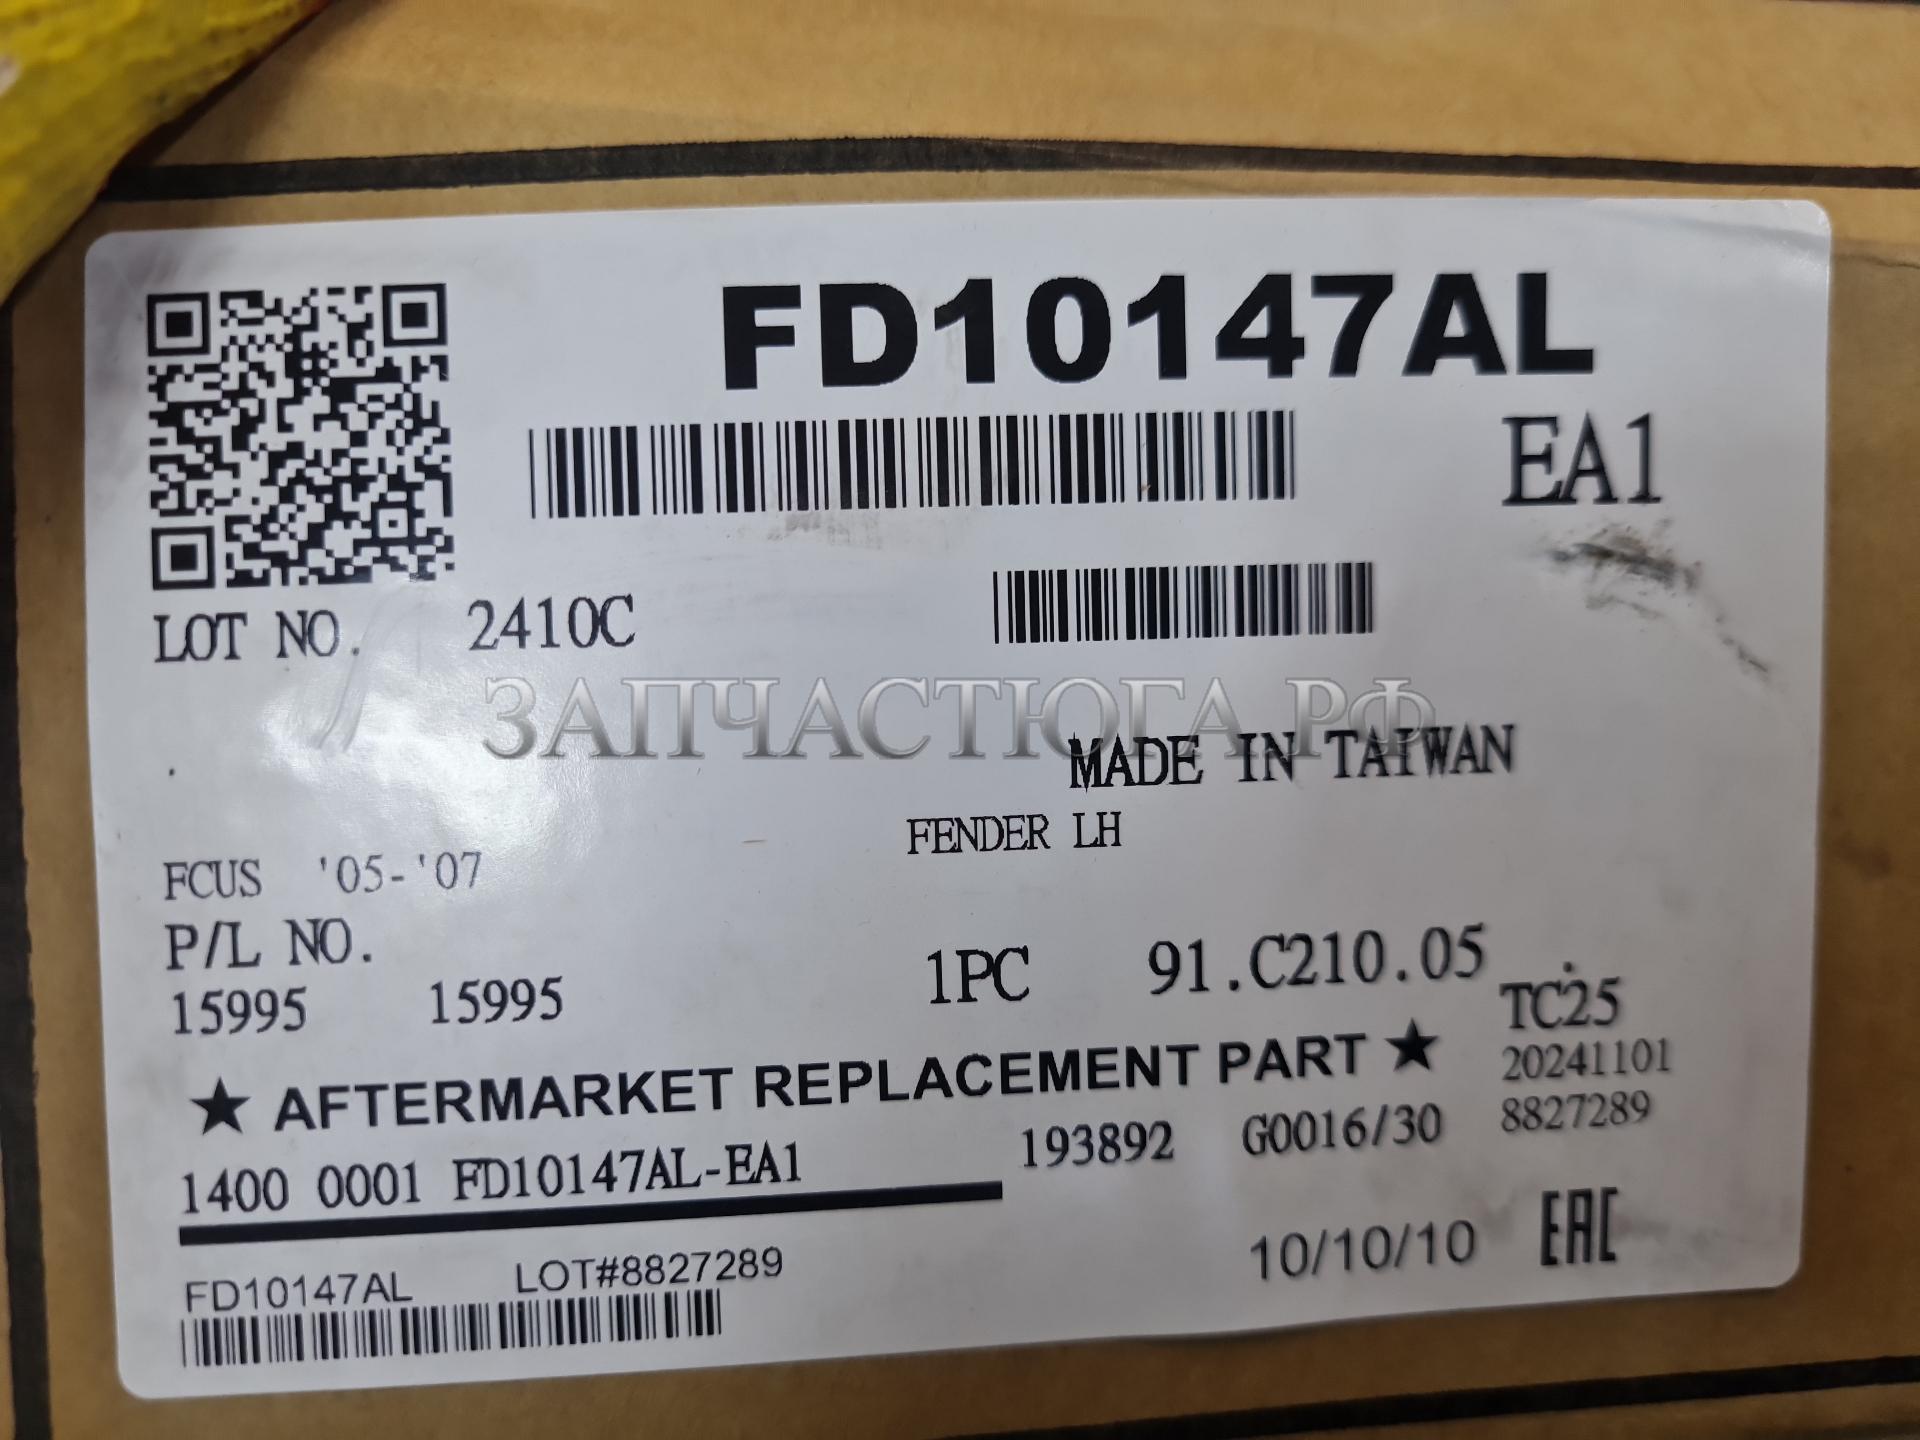 FD10147AL
EA1
LOT NO. 2410C
ЗАПЧАСТЮГА.РФ
MADE IN TAIWAN
FENDER LH
FCUS '05-'07
P/L NO.
15995 15995
1PC 91.C210.05
TC25
★ AFTERMARKET REPLACEMENT PART ★
20241101
193892 G0016/30 8827289
1400 0001 FD10147AL-EA1
10/10/10 EAC
FD10147AL LOT#8827289